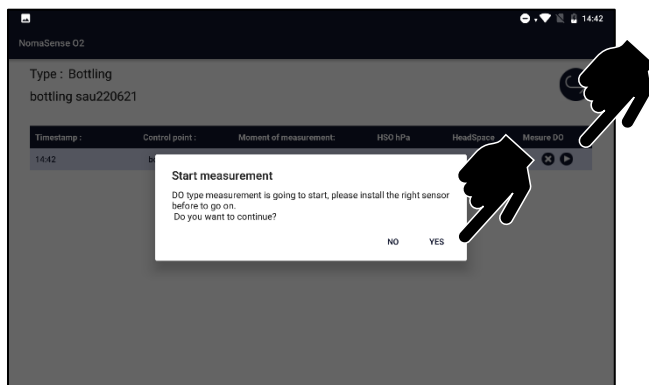 14:42
NomaSense O2
Type : Bottling
bottling sau220621
Timestamp : Control point : Moment of measurement: HSO hPa HeadSpace Mesure DO
14:42
Start measurement
DO type measurement is going to start, please install the right sensor
before to go on.
Do you want to continue?
NO YES